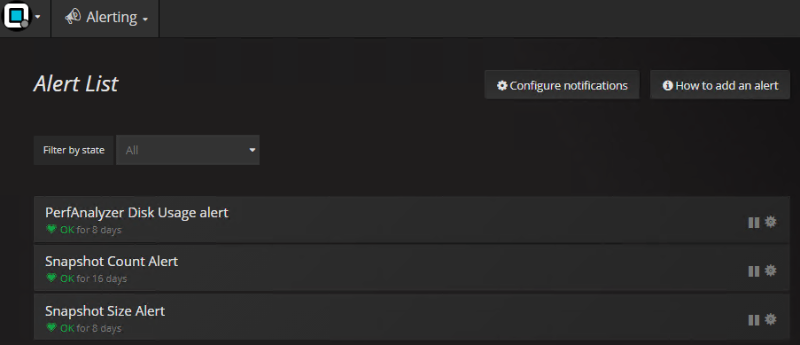 Alerting
Alert List
Configure notifications
How to add an alert
Filter by state
All
PerfAnalyzer Disk Usage alert
OK for 8 days
Snapshot Count Alert
OK for 16 days
Snapshot Size Alert
OK for 8 days